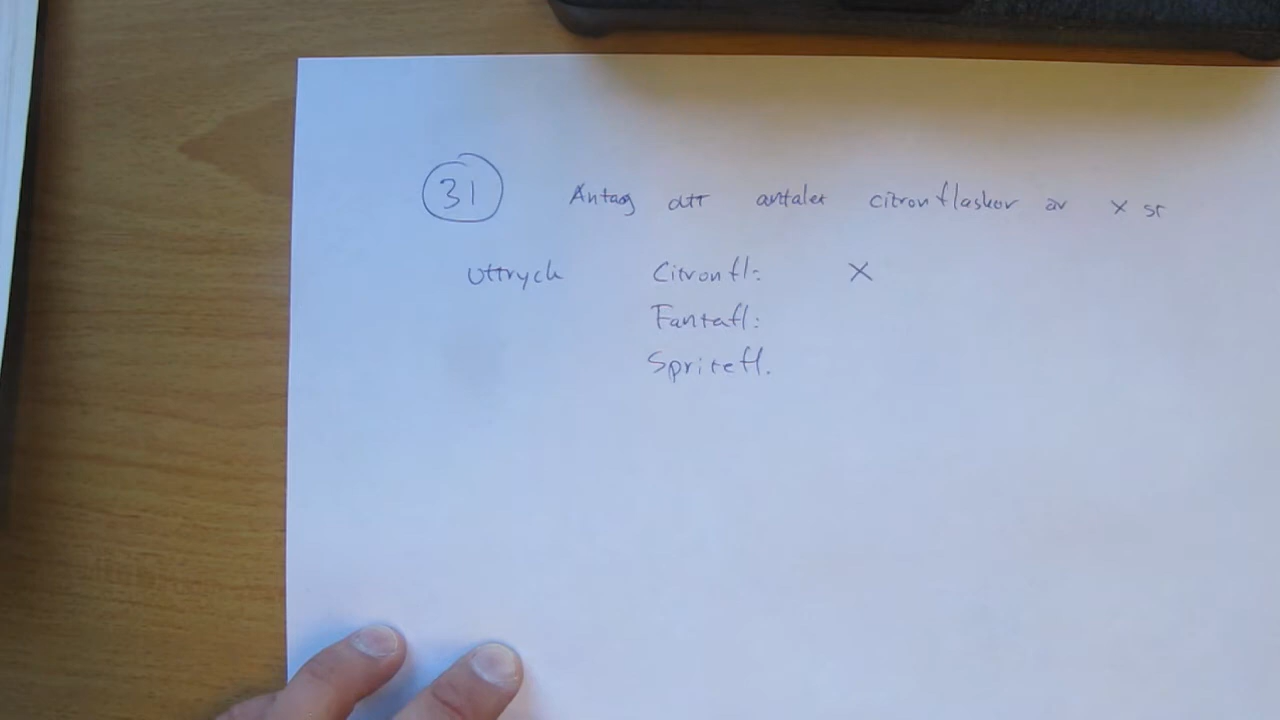 31 Antag att antalet citronflaskor är x st
Uttryck Citronfl: x
Fantafl:
Spritefl.